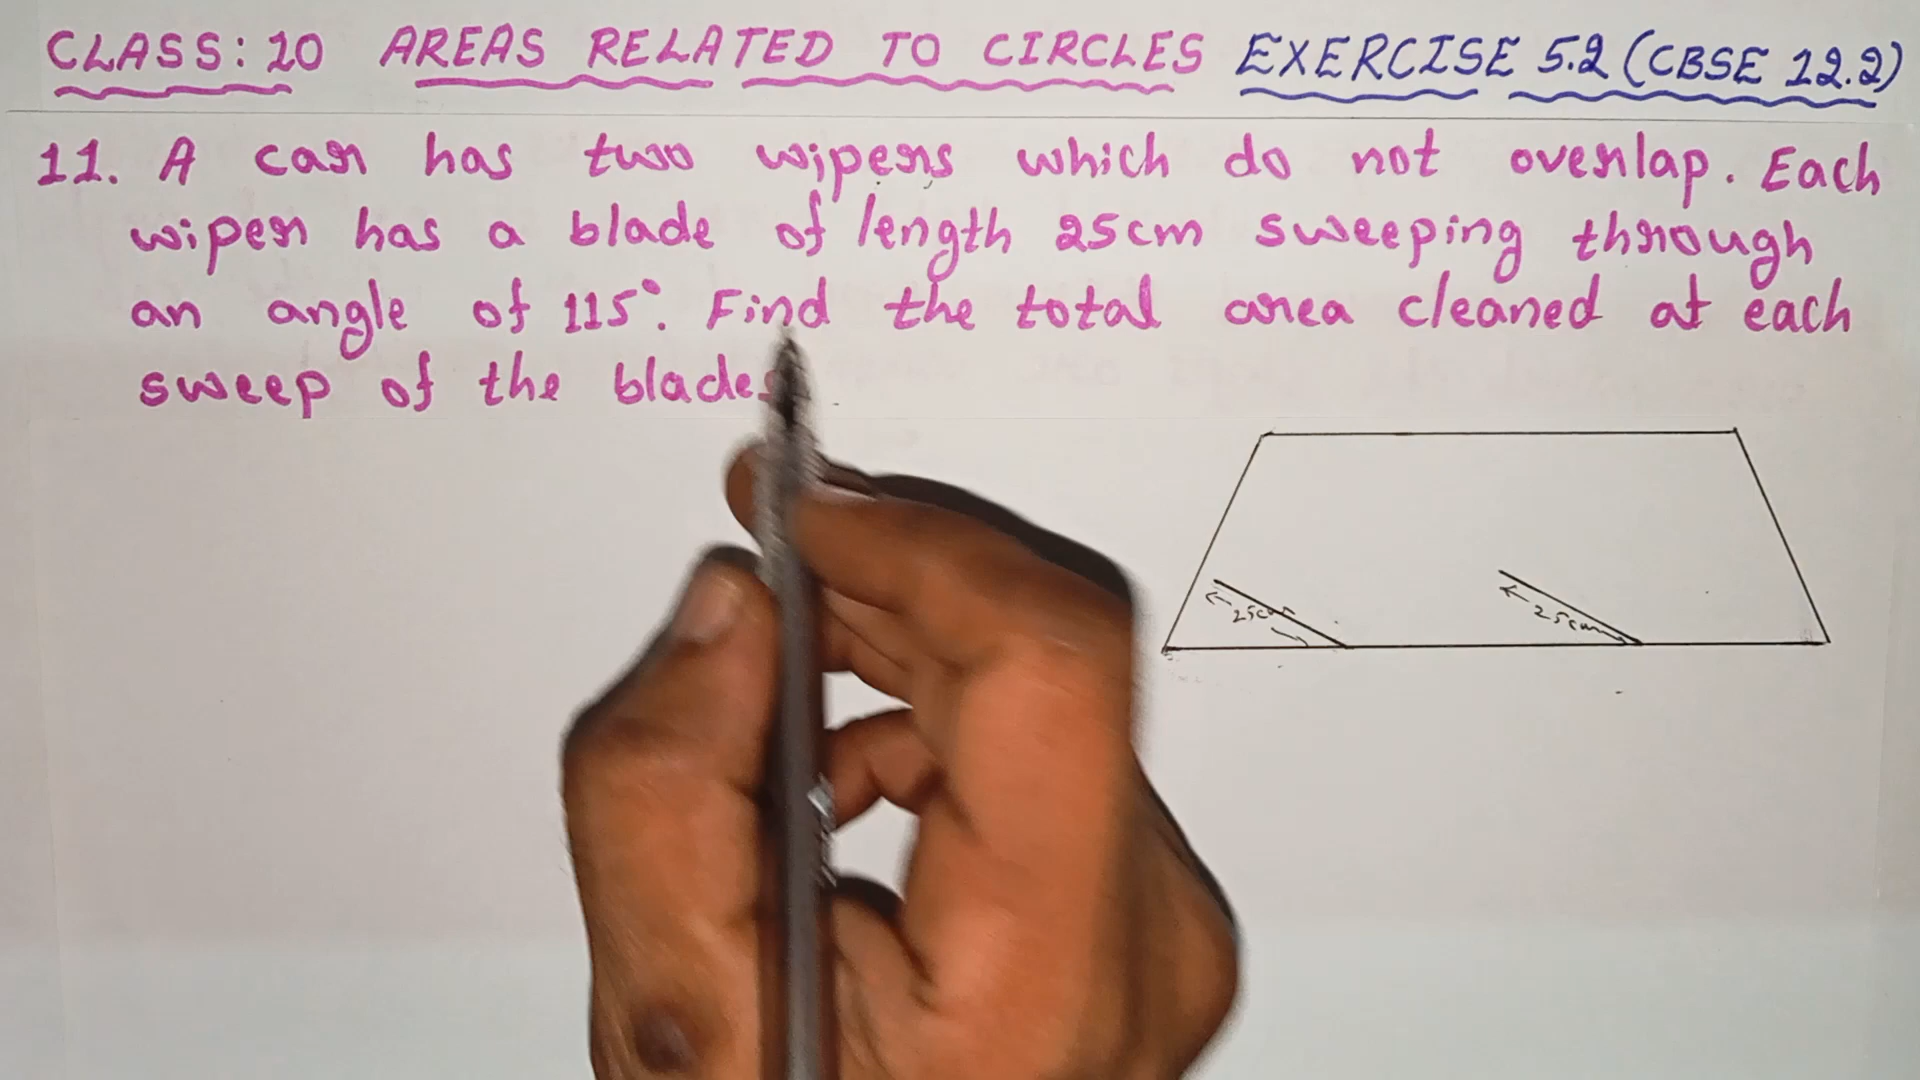 CLASS: 10 AREAS RELATED TO CIRCLES EXERCISE 5.2 (CBSE 12.2)
11. A car has two wipers which do not overlap. Each
wiper has a blade of length 25cm sweeping through
an angle of 115°. Find the total area cleaned at each
sweep of the blades
25cm
25cm